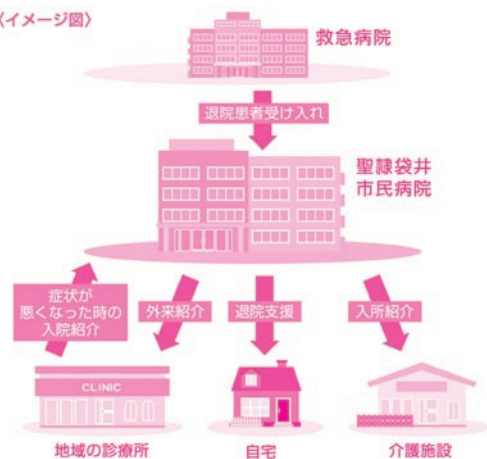 〈イメージ図〉
救急病院
退院患者受け入れ
聖隷袋井
市民病院
症状が
悪くなった時の
入院紹介
外来紹介
退院支援
入所紹介
CLINIC
地域の診療所
自宅
介護施設